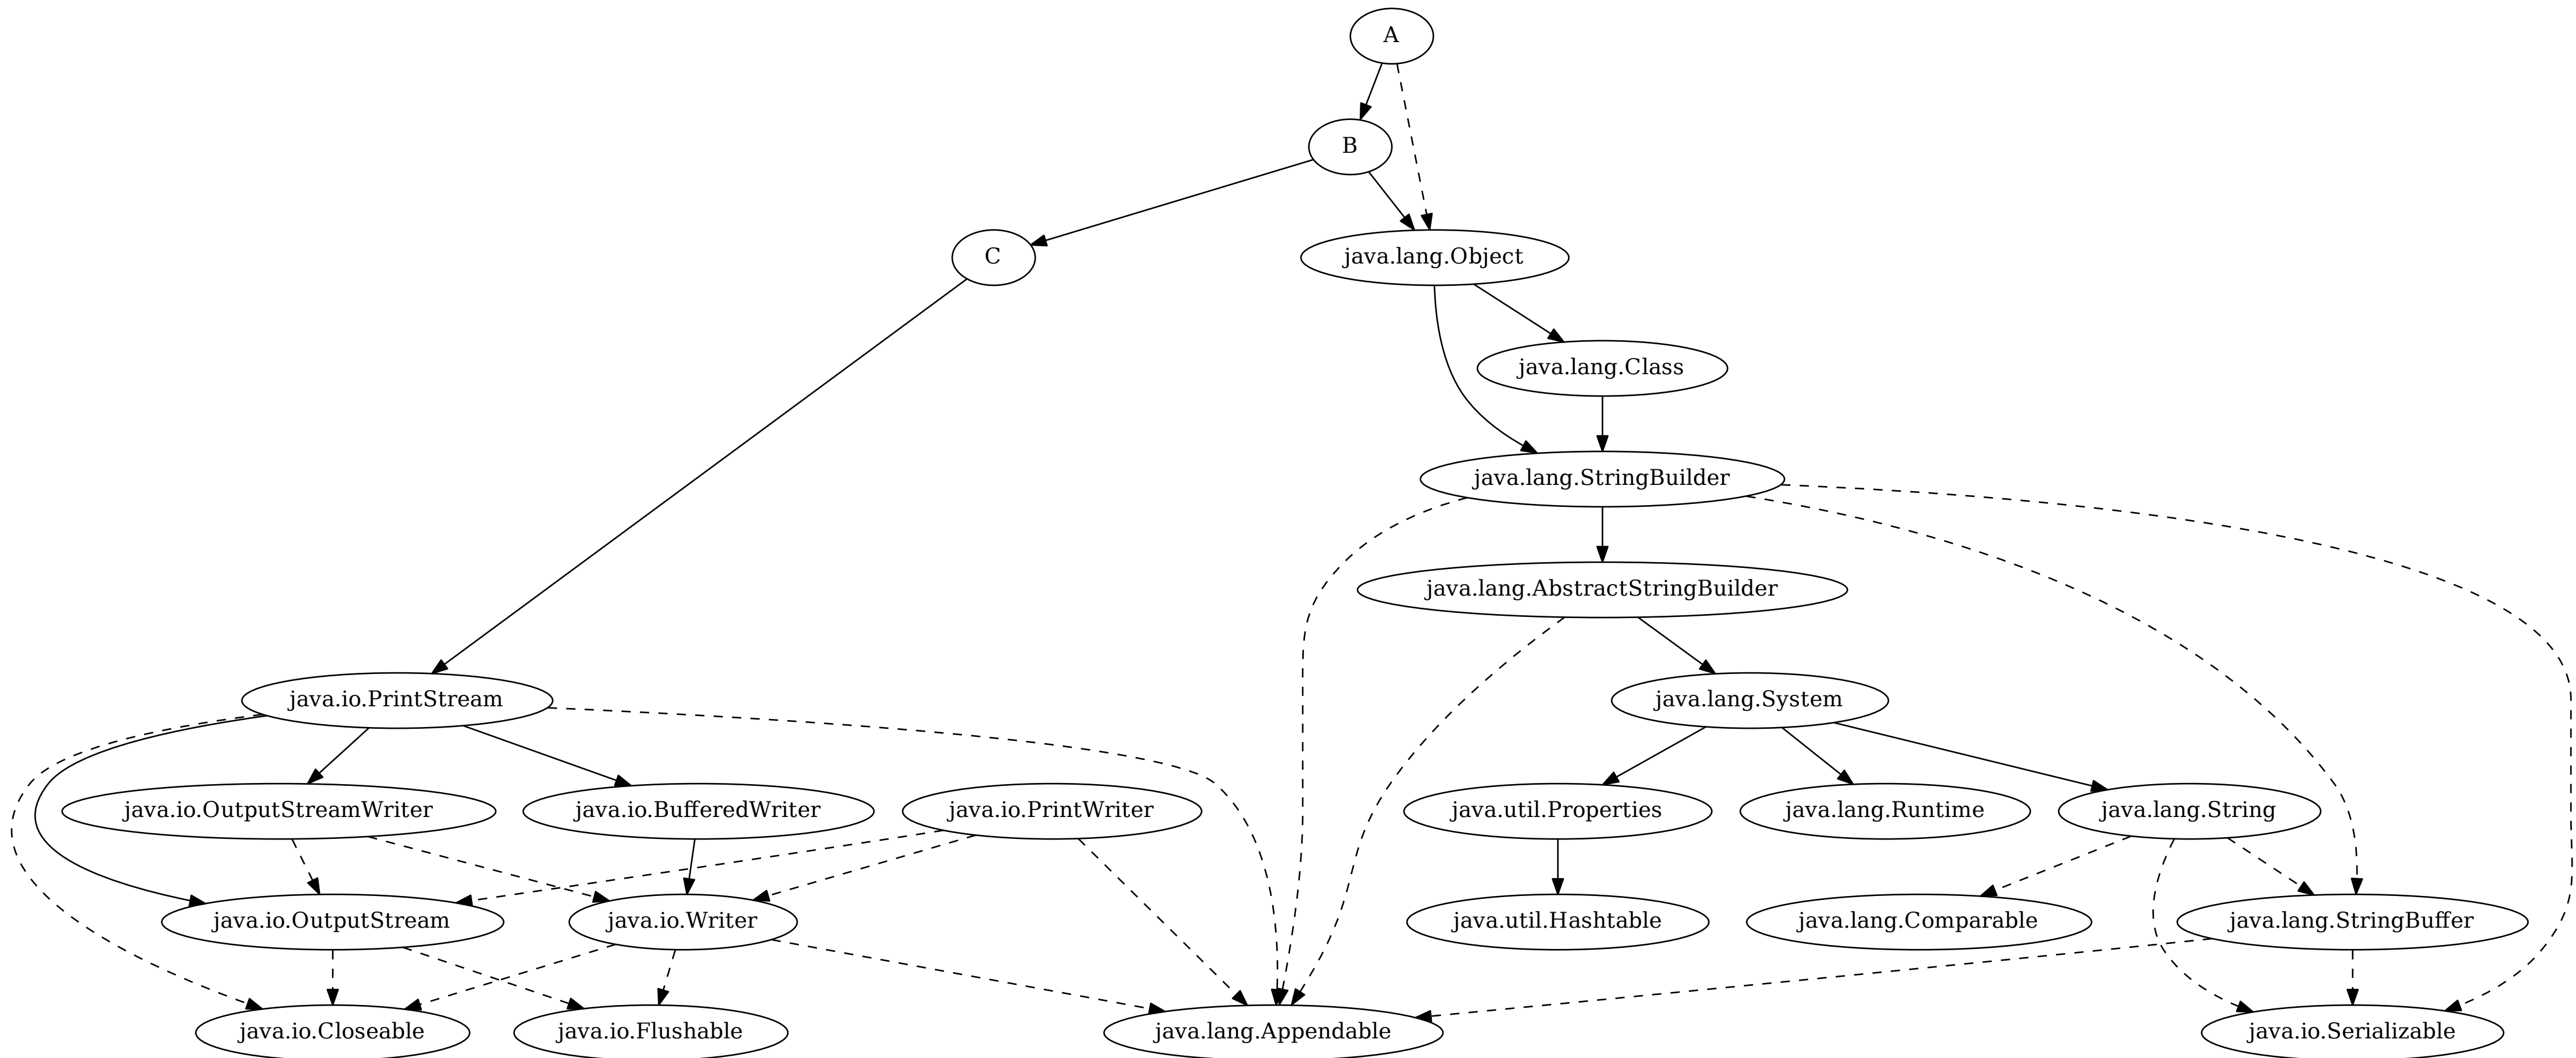 A
B
C
java.lang.Object
java.lang.Class
java.lang.StringBuilder
java.lang.AbstractStringBuilder
java.io.PrintStream
java.lang.System
java.io.OutputStreamWriter
java.io.BufferedWriter
java.io.PrintWriter
java.util.Properties
java.lang.Runtime
java.lang.String
java.io.OutputStream
java.io.Writer
java.util.Hashtable
java.lang.Comparable
java.lang.StringBuffer
java.io.Closeable
java.io.Flushable
java.lang.Appendable
java.io.Serializable